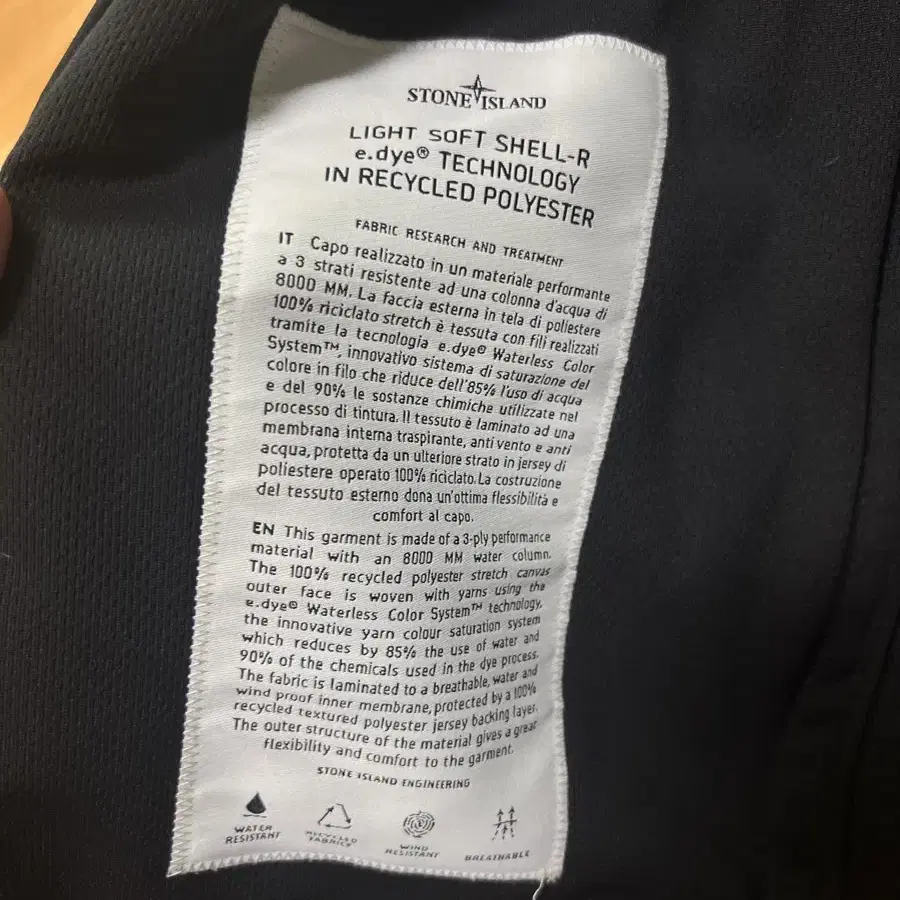 STONE ISLAND
LIGHT SOFT SHELL-R
e.dye® TECHNOLOGY
IN RECYCLED POLYESTER
FABRIC RESEARCH AND TREATMENT
IT Capo realizzato in un materiale performante
a 3 strati resistente ad una colonna d'acqua di
8000 MM. La faccia esterna in tela di poliestere
100% riciclato stretch è tessuta con fili realizzati
tramite la tecnologia e.dye® Waterless Color
System™, innovativo sistema di saturazione del
colore in filo che riduce dell'85% l'uso di acqua
e del 90% le sostanze chimiche utilizzate nel
processo di tintura. Il tessuto è laminato ad una
membrana interna traspirante, anti vento e anti
acqua, protetta da un ulteriore strato in jersey di
poliestere operato 100% riciclato. La costruzione
del tessuto esterno dona un'ottima flessibilità e
comfort al capo.
EN This garment is made of a 3-ply performance
material with an 8000 MM water column.
The 100% recycled polyester stretch canvas
outer face is woven with yarns using the
e.dye® Waterless Color System™ technology,
the innovative yarn colour saturation system
which reduces by 85% the use of water and
90% of the chemicals used in the dye process.
The fabric is laminated to a breathable, water and
wind proof inner membrane, protected by a 100%
recycled textured polyester jersey backing layer.
The outer structure of the material gives a great
flexibility and comfort to the garment.
STONE ISLAND ENGINEERING
WATER
RESISTANT
RECYCLED
FABRICS
WIND
RESISTANT
BREATHABLE